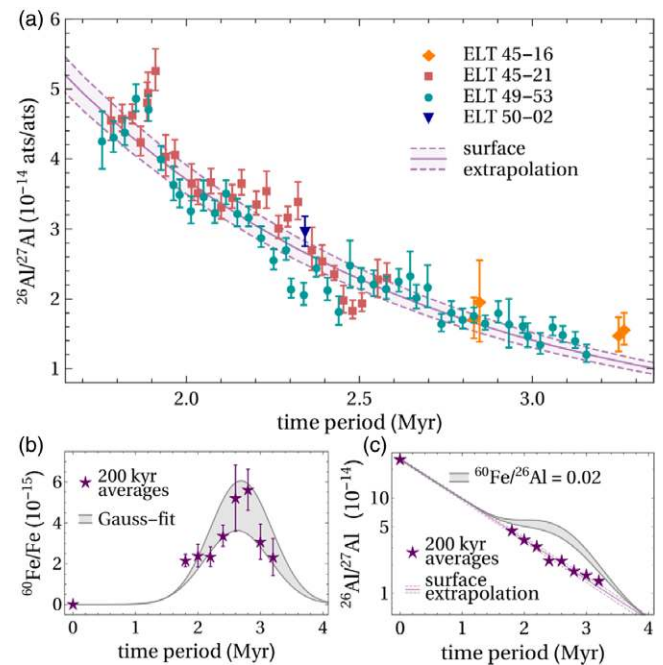 (a)
6
5
4
3
2
1
²⁶Al/²⁷Al (10⁻¹⁴ ats/ats)
ELT 45−16
ELT 45−21
ELT 49−53
ELT 50−02
surface
extrapolation
2.0 2.5 3.0
time period (Myr)
(b)
⁶⁰Fe/Fe (10⁻¹⁵)
8
6
4
2
0
200 kyr
averages
Gauss−fit
0 1 2 3 4
time period (Myr)
(c)
²⁶Al/²⁷Al (10⁻¹⁴)
10
1
⁶⁰Fe/²⁶Al = 0.02
200 kyr
averages
surface
extrapolation
0 1 2 3 4
time period (Myr)